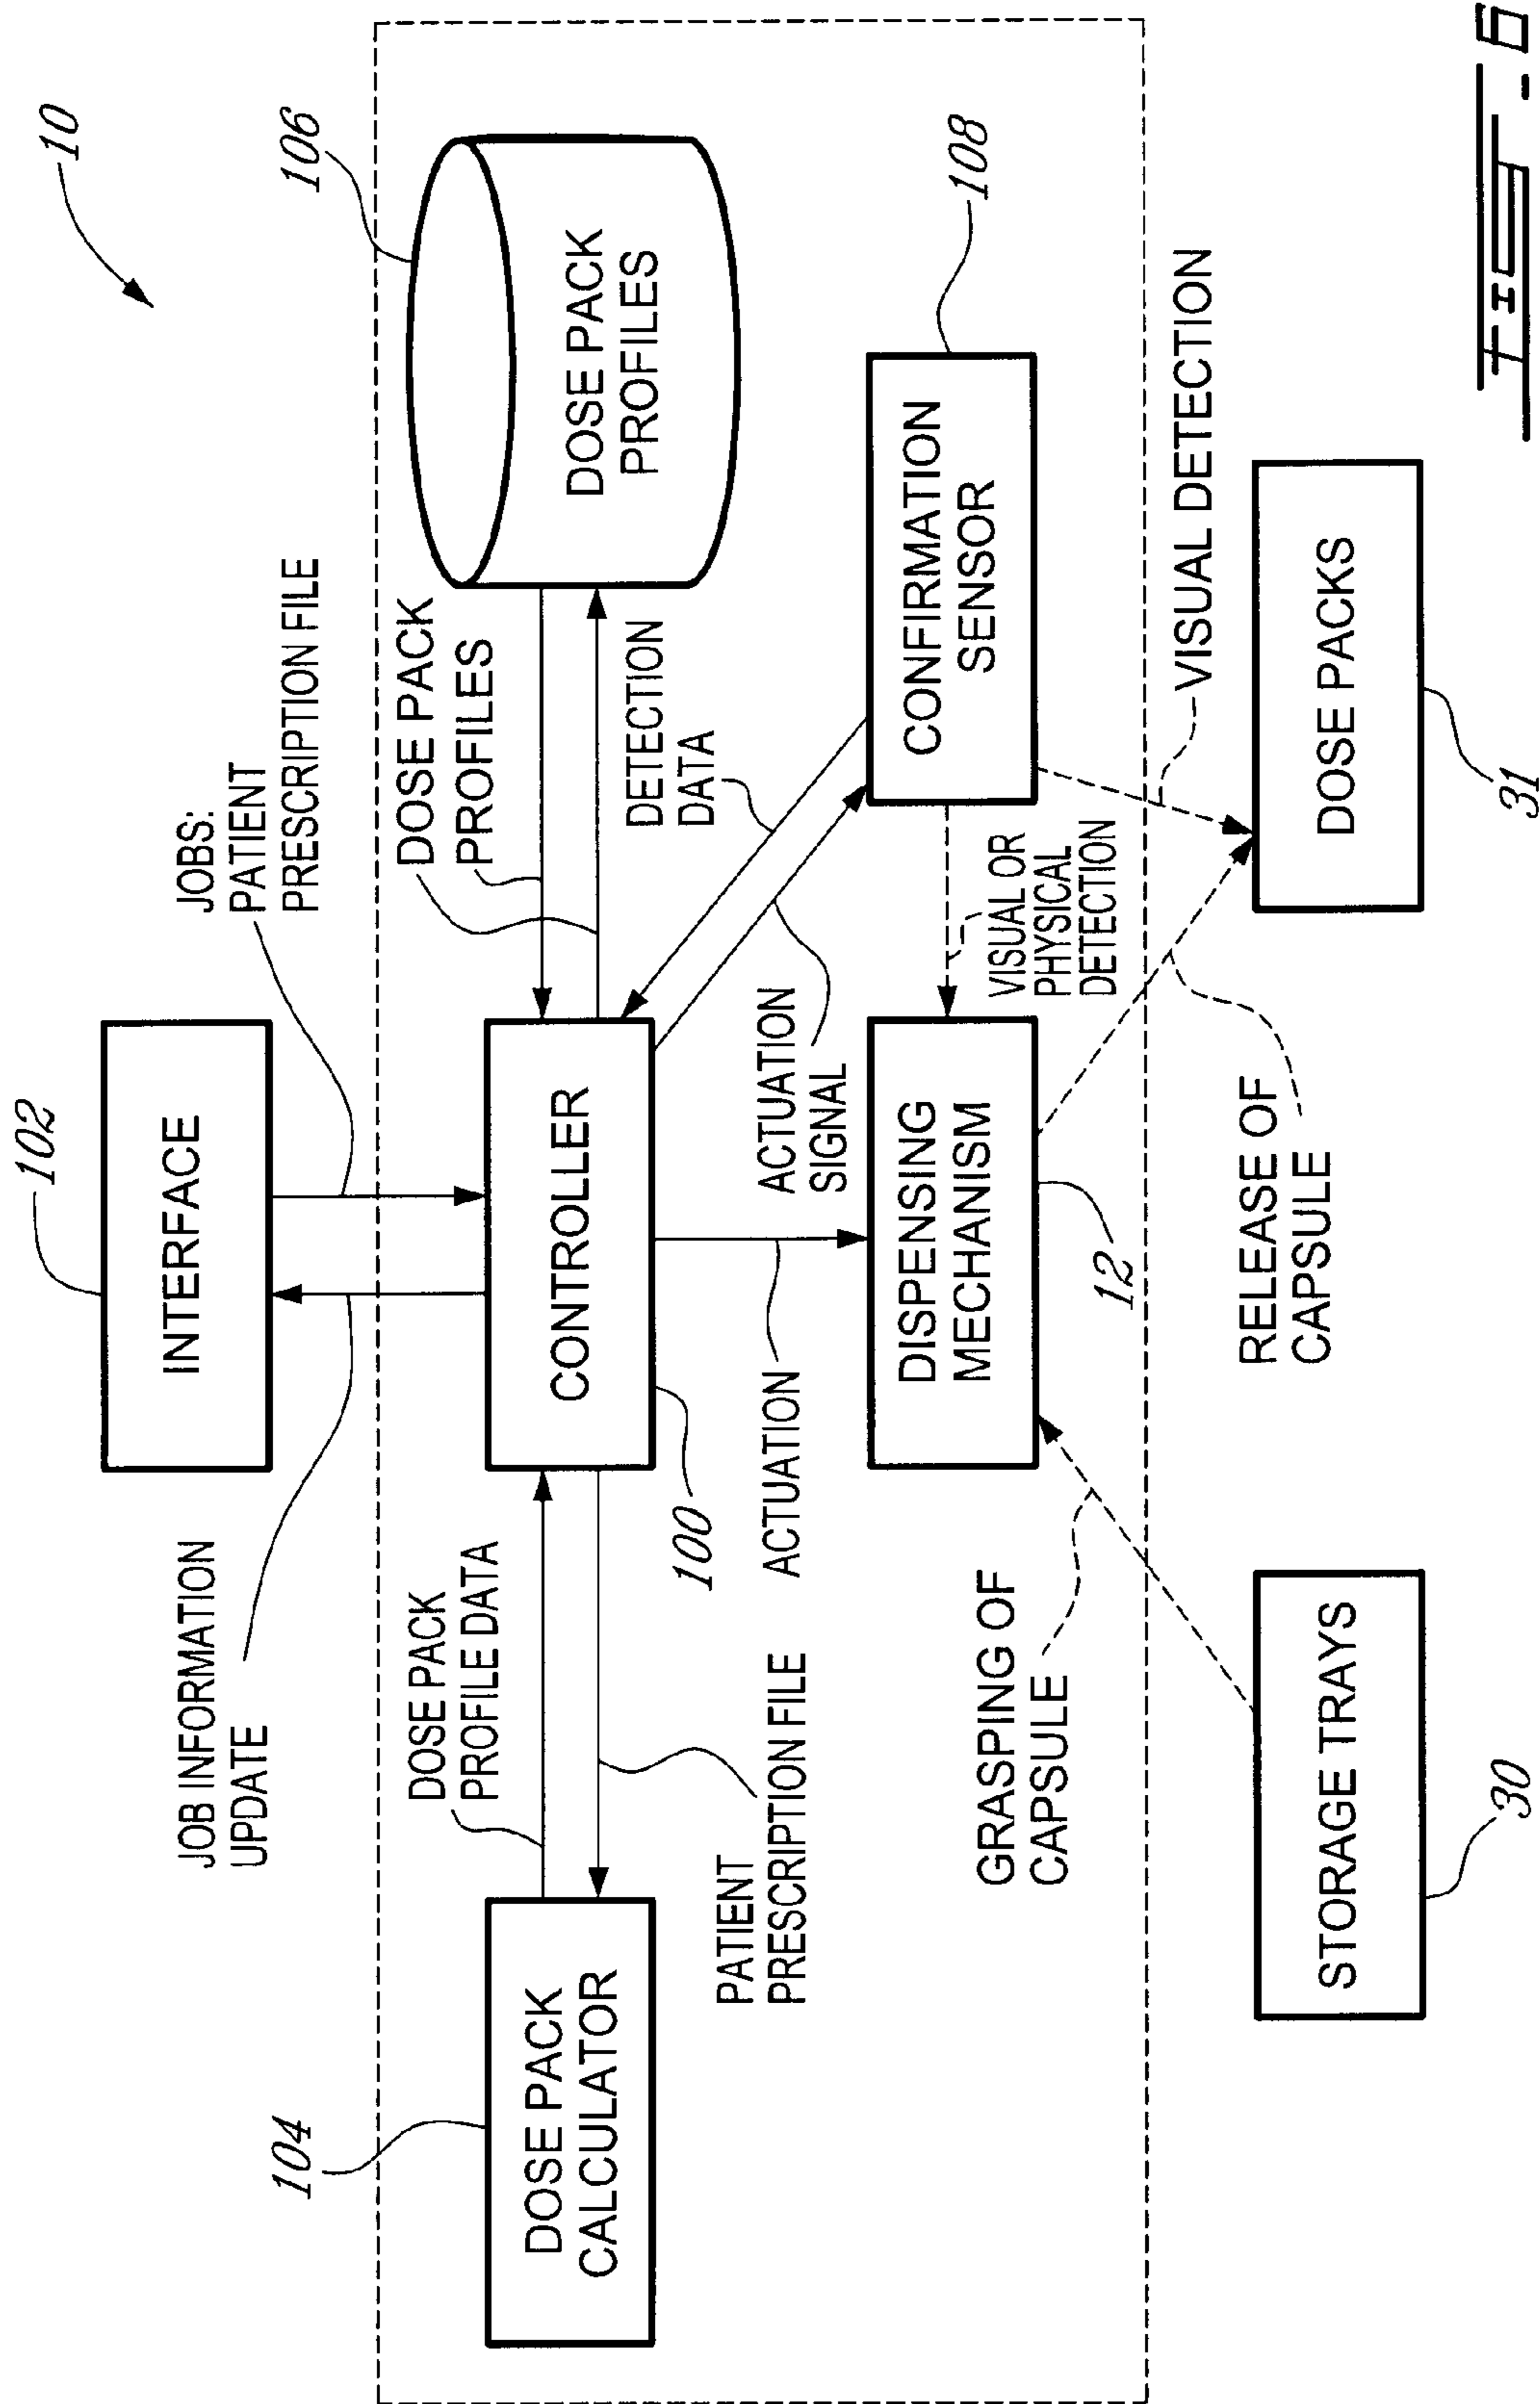 10
102
INTERFACE
JOBS:
PATIENT
PRESCRIPTION FILE
JOB INFORMATION
UPDATE
106
DOSE PACK
PROFILES
104
DOSE PACK
CALCULATOR
DOSE PACK
PROFILE DATA
PATIENT
PRESCRIPTION FILE
CONTROLLER
100
DOSE PACK
PROFILES
DETECTION
DATA
ACTUATION
ACTUATION
SIGNAL
108
CONFIRMATION
SENSOR
DISPENSING
MECHANISM
12
VISUAL OR
PHYSICAL
DETECTION
VISUAL DETECTION
GRASPING OF
CAPSULE
RELEASE OF
CAPSULE
STORAGE TRAYS
30
DOSE PACKS
31
FIG - 6